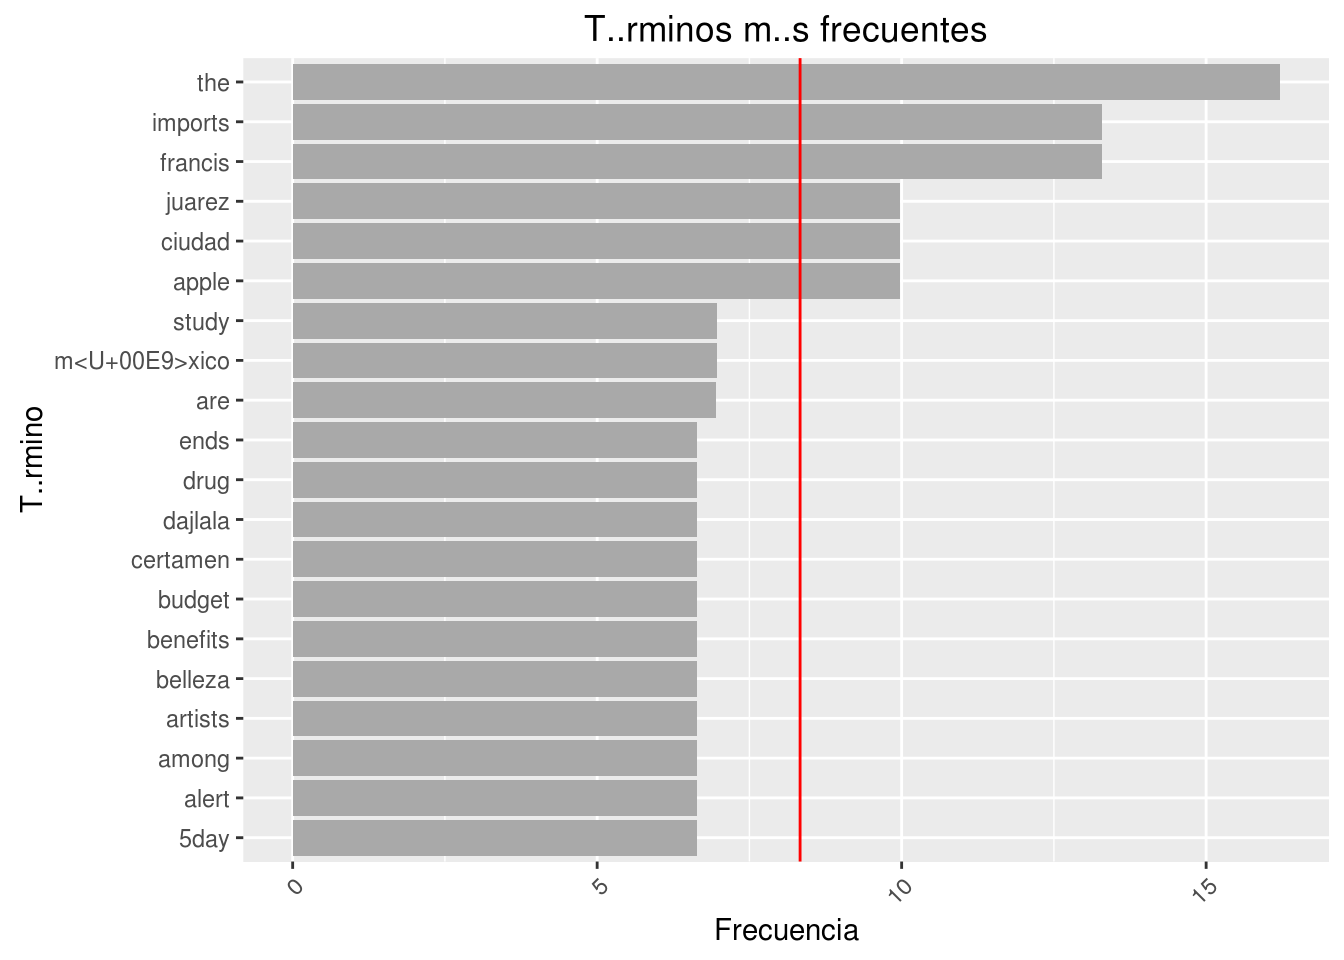 T..rminos m..s frecuentes
the
imports
francis
juarez
ciudad
apple
study
m<U+00E9>xico
are
ends
drug
dajlala
certamen
budget
benefits
belleza
artists
among
alert
5day
T..rmino
0
5
10
15
Frecuencia